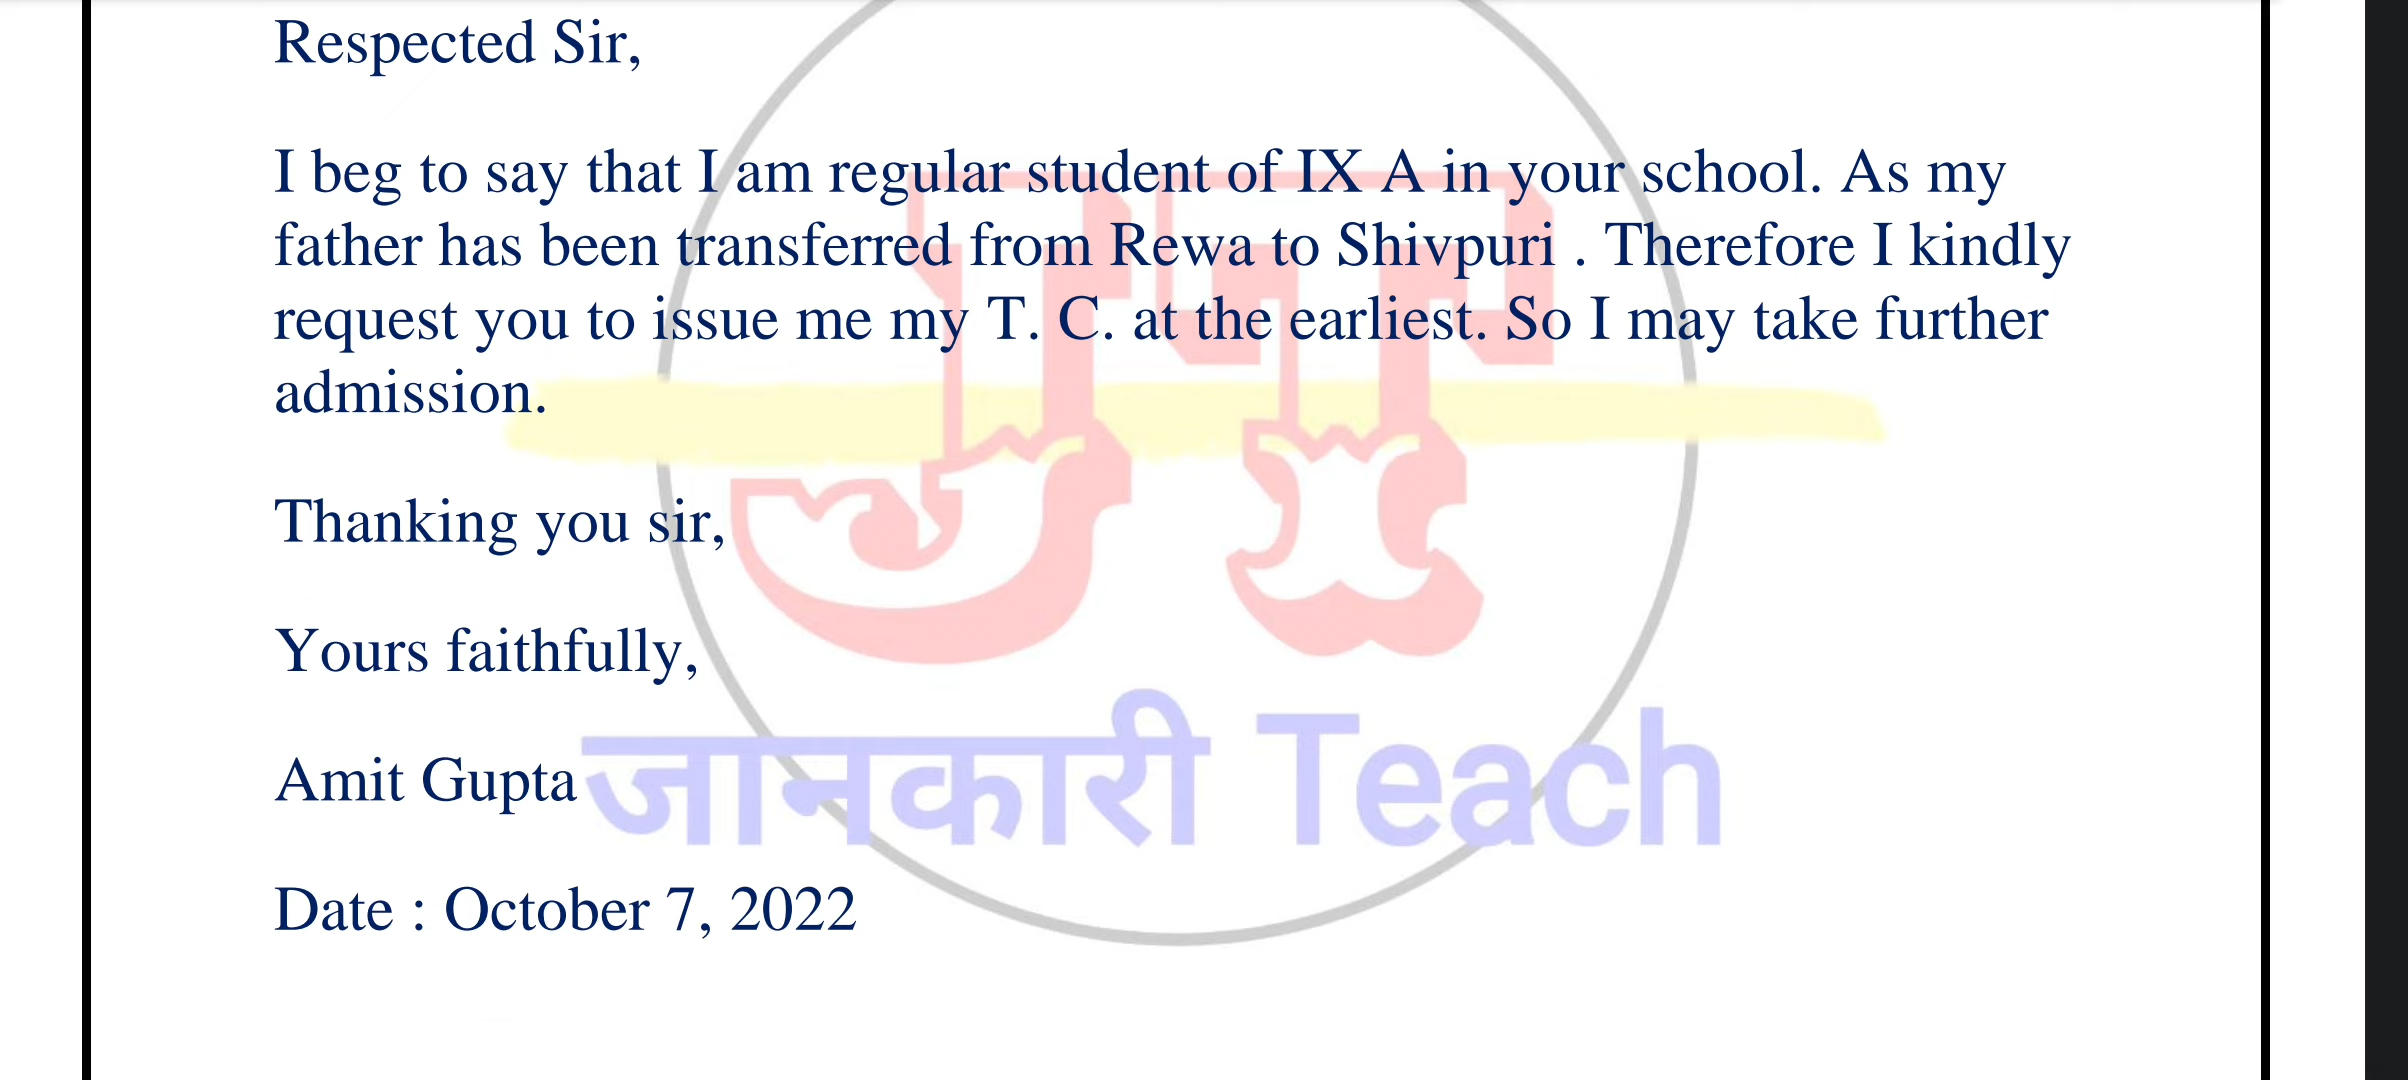 Respected Sir,
I beg to say that I am regular student of IX A in your school. As my
father has been transferred from Rewa to Shivpuri . Therefore I kindly
request you to issue me my T. C. at the earliest. So I may take further
admission.
Thanking you sir,
Yours faithfully,
Amit Gupta
Date : October 7, 2022
JT
जानकारी Teach